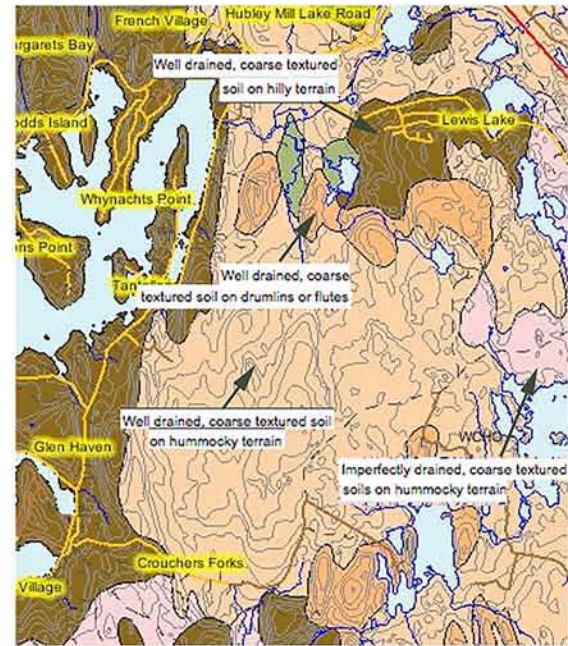 French Village
Hubley Mill Lake Road
argarets Bay
Well drained, coarse textured
soil on hilly terrain
odds Island
Lewis Lake
Whynachts Point
ons Point
Well drained, coarse
textured soil on drumlins or flutes
Well drained, coarse textured soil
on hummocky terrain
Glen Haven
Imperfectly drained, coarse textured
soils on hummocky terrain
Crouchers Forks
Village